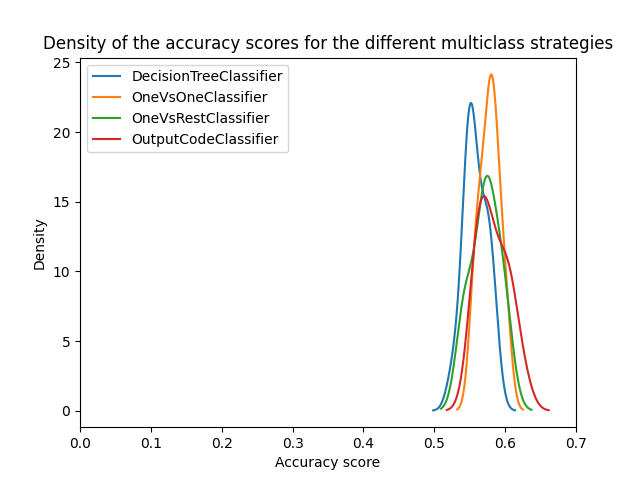 Density of the accuracy scores for the different multiclass strategies
25
20
15
10
5
0
Density
DecisionTreeClassifier
OneVsOneClassifier
OneVsRestClassifier
OutputCodeClassifier
0.0 0.1 0.2 0.3 0.4 0.5 0.6 0.7
Accuracy score